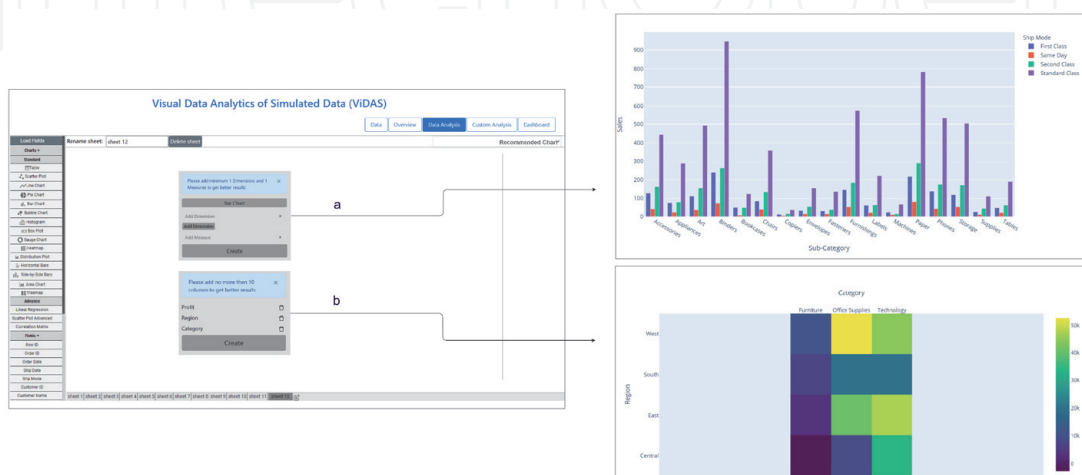 Visual Data Analytics of Simulated Data (ViDAS)
Data Overview Data Analysis Custom Analysis Dashboard
Load Fields
Rename sheet: sheet 12 Delete sheet
Recommended Chart
Charts
Standard
Table
Scatter Plot
Line Chart
Pie Chart
Bar Chart
Bubble Chart
Histogram
Box Plot
Gauge Chart
Heatmap
Distribution Plot
Horizontal Bars
Side-by-Side Bars
Area Chart
Treemap
Advance
Linear Regression
Scatter Plot Advanced
Correlation Matrix
Fields
Row ID
Order ID
Order Date
Ship Date
Ship Mode
Customer ID
Customer Name
Please add minimum 1 Dimension and 1
Measure to get better results
×
Bar Chart
Add Dimension
Add Dimension
Add Measure
Create
a
Please add no more then 10
columns to get better results
×
Profit
Region
Category
Create
b
sheet 1 sheet 2 sheet 3 sheet 4 sheet 5 sheet 6 sheet 7 sheet 8 sheet 9 sheet 10 sheet 11 sheet 12
Ship Mode
First Class
Same Day
Second Class
Standard Class
Sales
900
800
700
600
500
400
300
200
100
0
Accessories
Appliances
Art
Binders
Bookcases
Chairs
Copiers
Envelopes
Fasteners
Furnishings
Labels
Machines
Paper
Phones
Storage
Supplies
Tables
Sub-Category
Category
Furniture Office Supplies Technology
Region
West
South
East
Central
50k
40k
30k
20k
10k
0